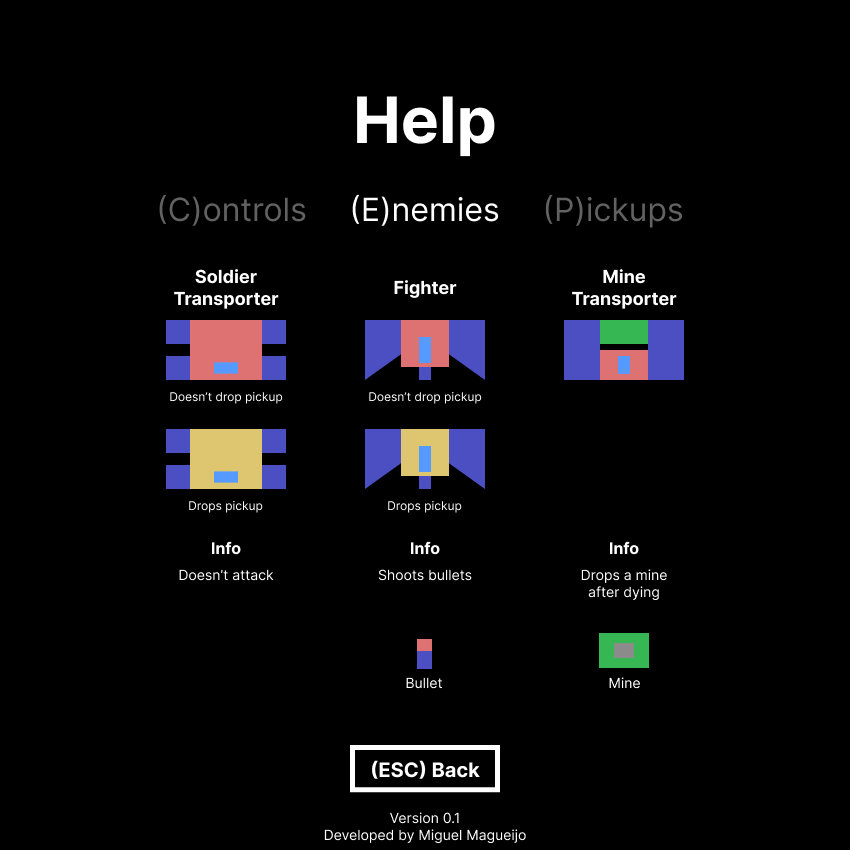 Help
(C)ontrols
(E)nemies
(P)ickups
Soldier
Transporter
Fighter
Mine
Transporter
Doesn’t drop pickup
Doesn’t drop pickup
Drops pickup
Drops pickup
Info
Info
Info
Doesn’t attack
Shoots bullets
Drops a mine
after dying
Bullet
Mine
(ESC) Back
Version 0.1
Developed by Miguel Magueijo